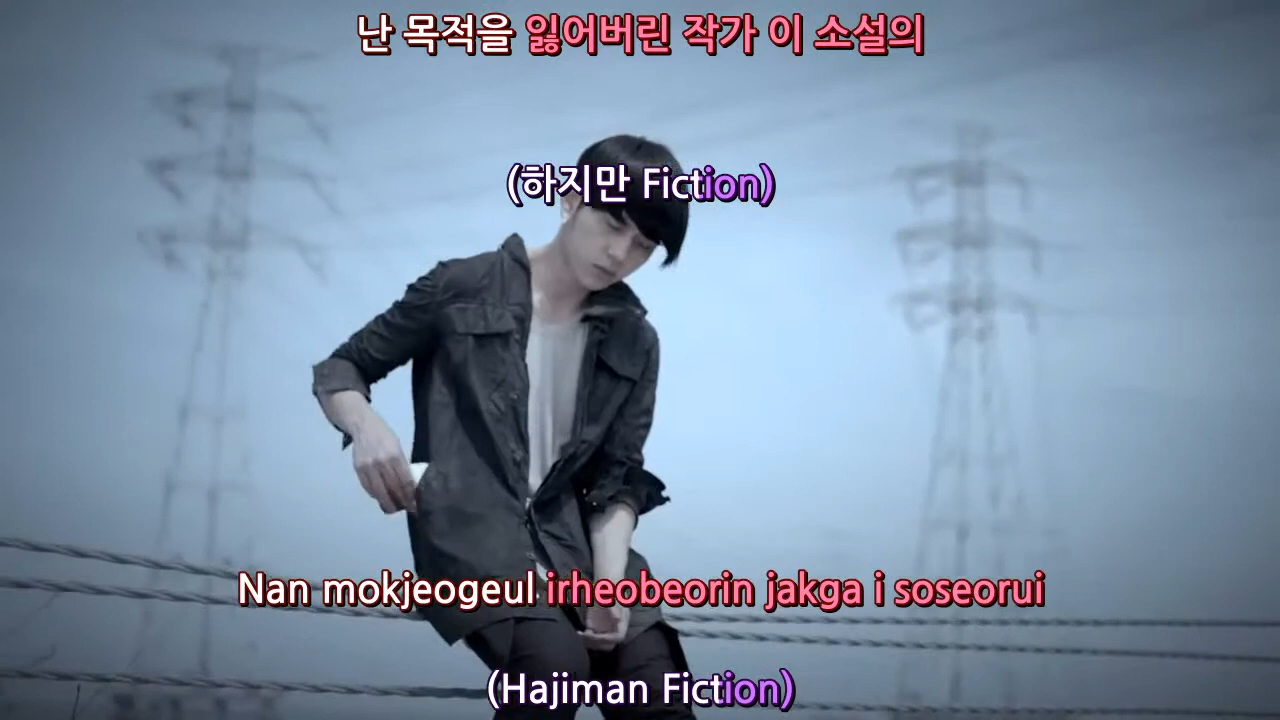 난 목적을 잃어버린 작가 이 소설의
(하지만 Fiction)
Nan mokjeogeul irheobeorin jakga i soseorui
(Hajiman Fiction)